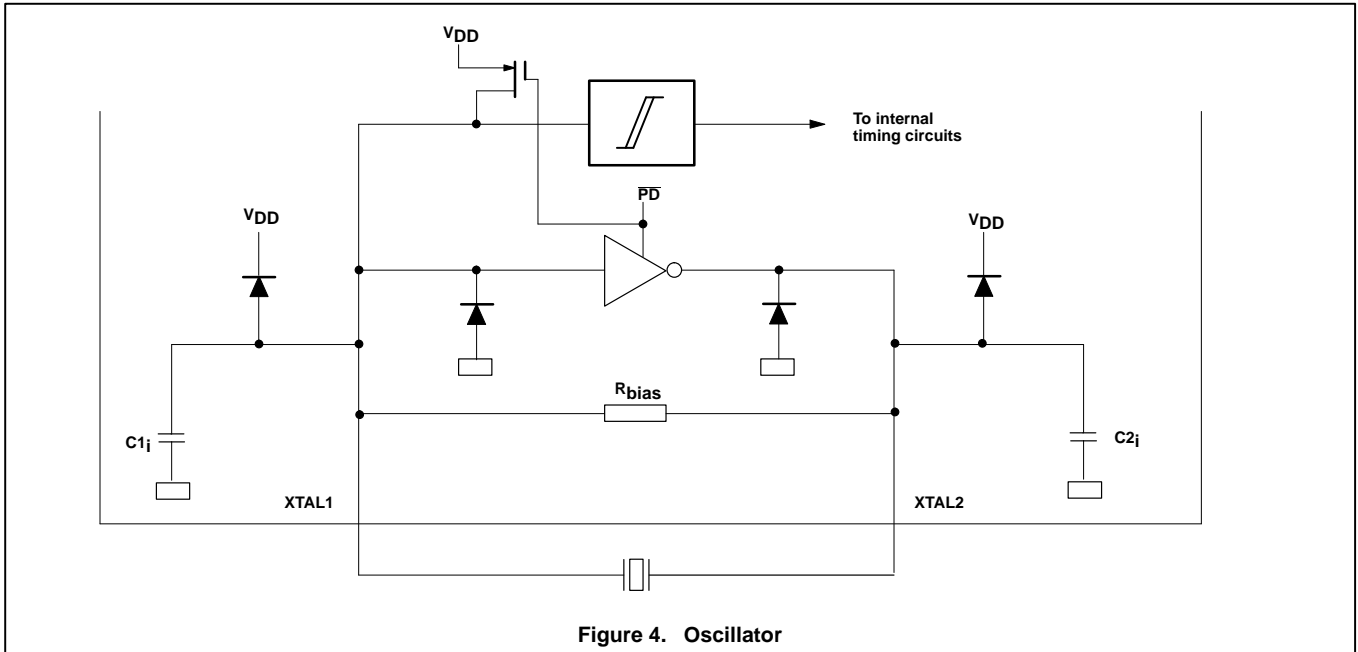 VDD
To internal
timing circuits
PD
VDD
VDD
Rbias
C1i
C2i
XTAL1
XTAL2
Figure 4. Oscillator